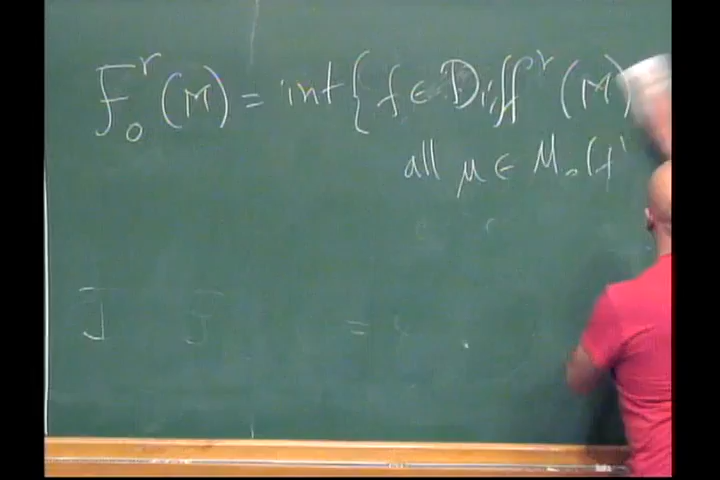 F₀ʳ(M) = int{ f ∈ Diffʳ(M)
all μ ∈ M₀(f